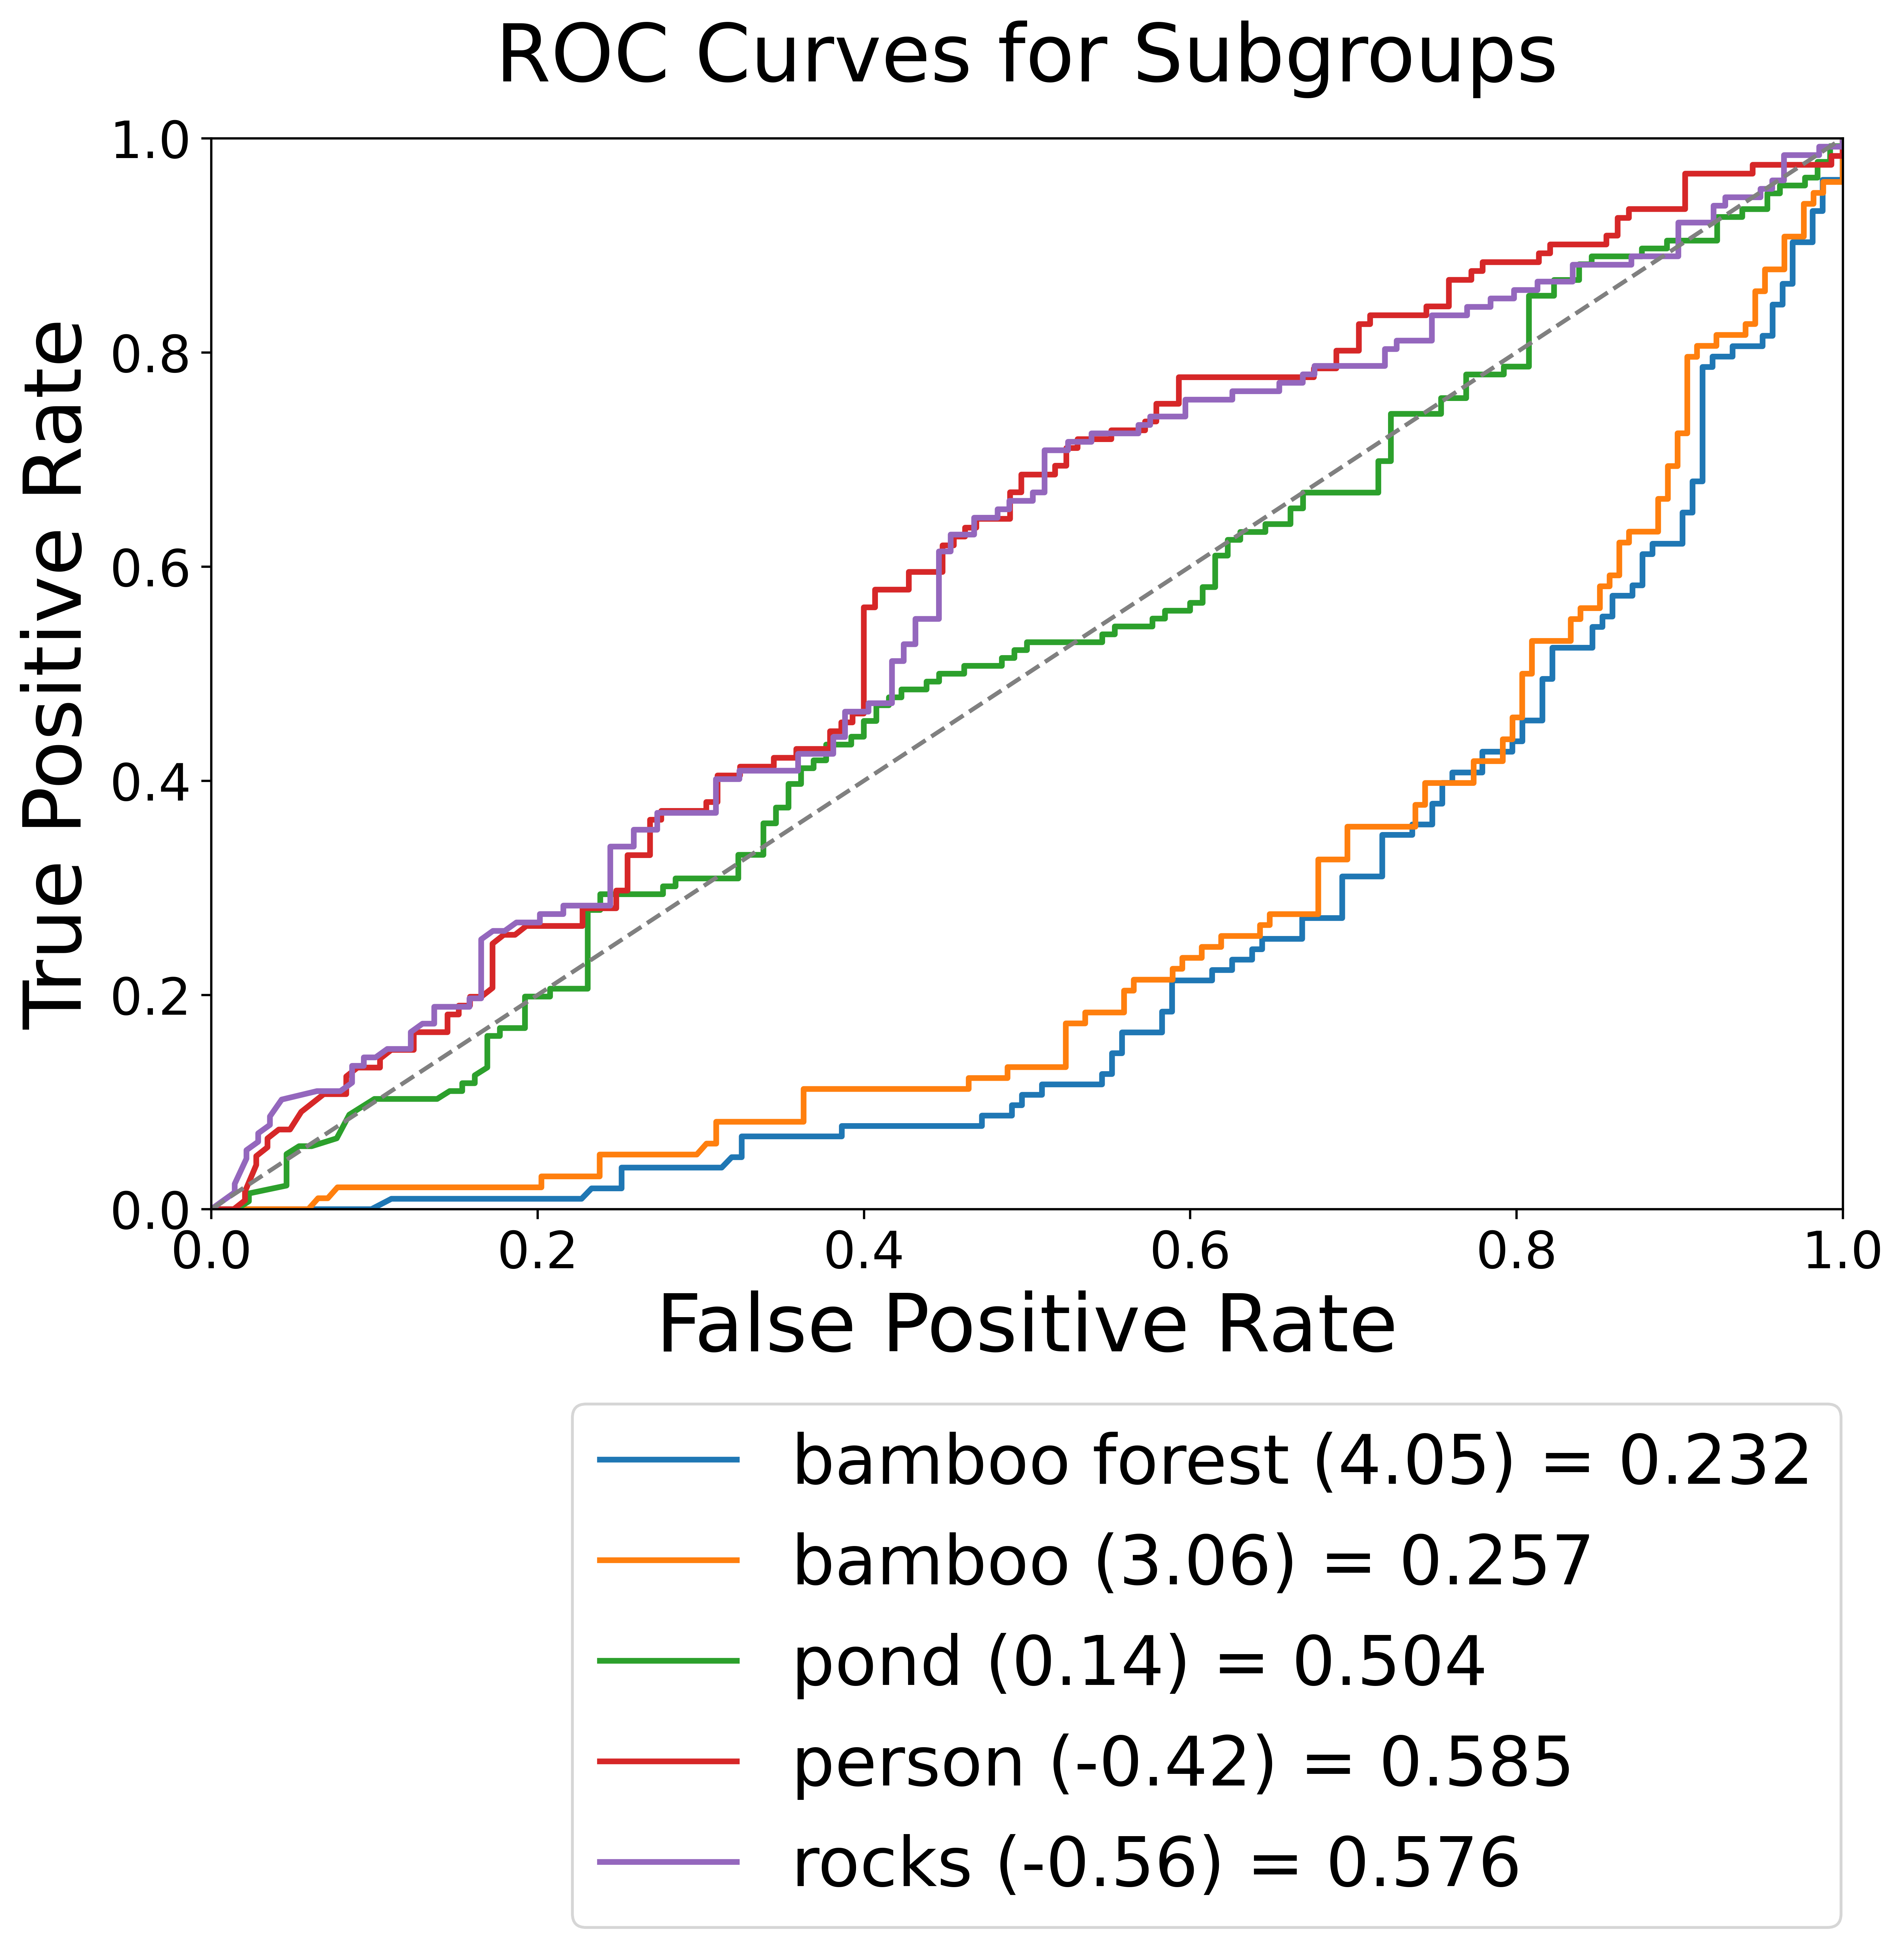 ROC Curves for Subgroups
1.0
0.8
0.6
0.4
0.2
0.0
True Positive Rate
0.0 0.2 0.4 0.6 0.8 1.0
False Positive Rate
bamboo forest (4.05) = 0.232
bamboo (3.06) = 0.257
pond (0.14) = 0.504
person (-0.42) = 0.585
rocks (-0.56) = 0.576